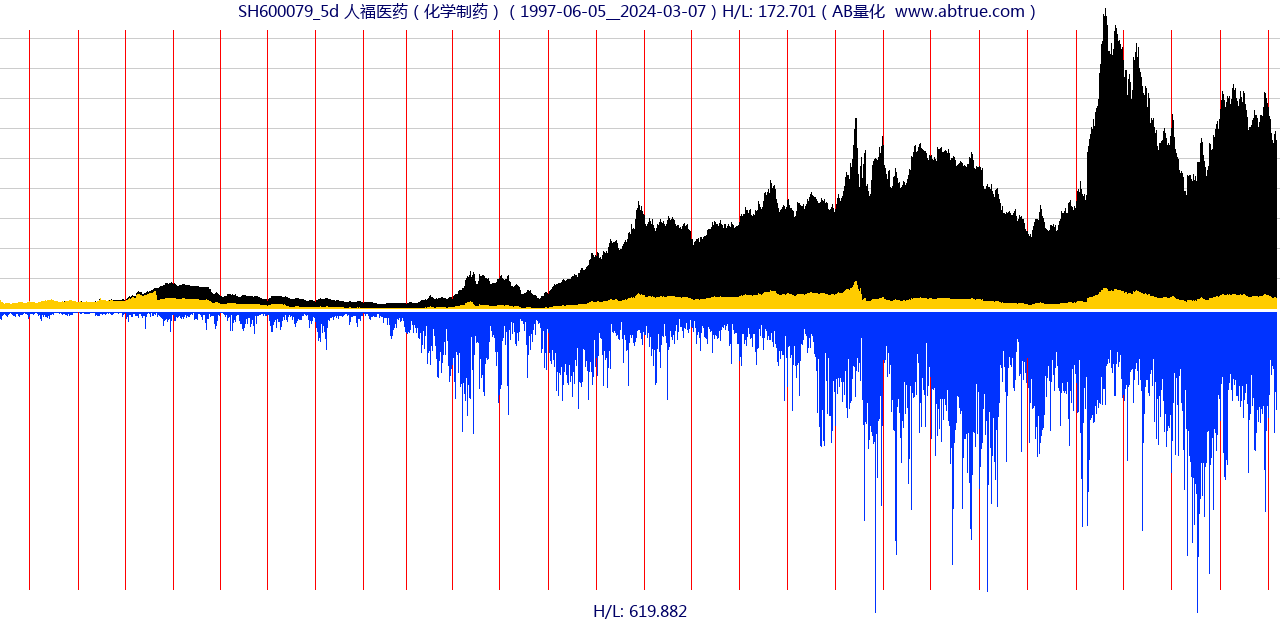 SH600079_5d 人福医药 ( 化学制药 ) ( 1997-06-05__2024-03-07 ) H/L: 172.701 ( AB量化 www.abtrue.com )
H/L: 619.882